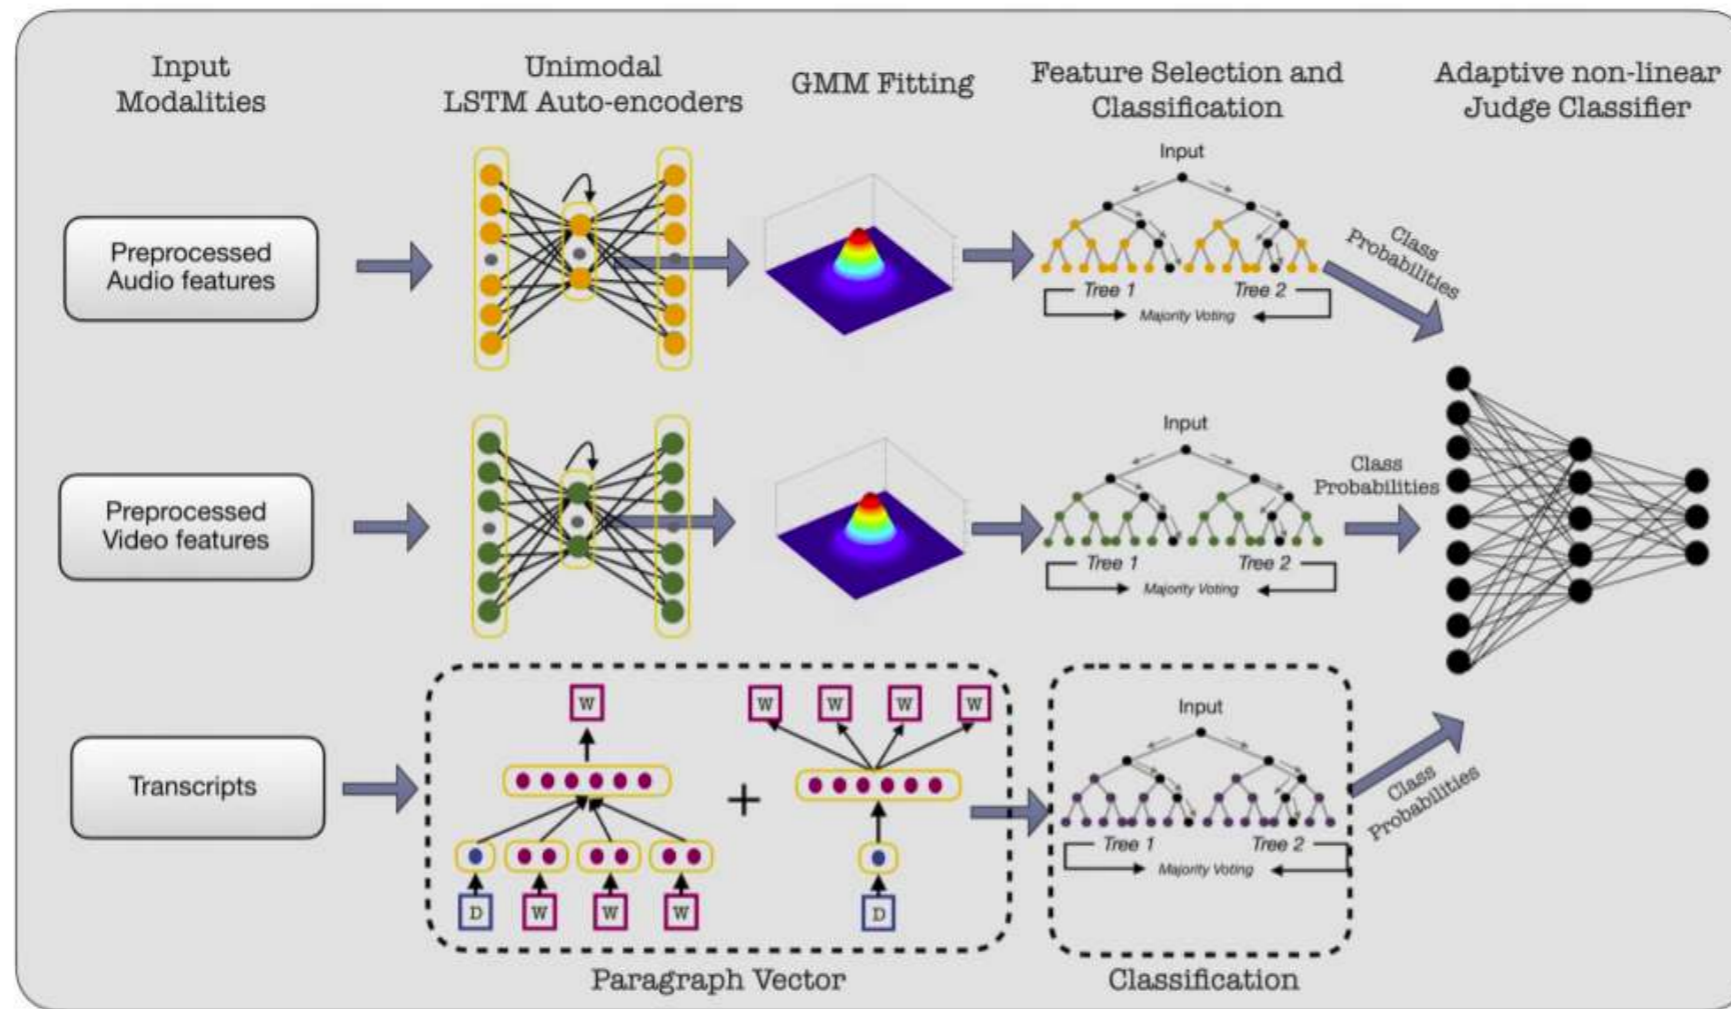 Input
Modalities
Unimodal
LSTM Auto-encoders
GMM Fitting
Feature Selection and
Classification
Adaptive non-linear
Judge Classifier
Preprocessed
Audio features
Input
Tree 1
Tree 2
Majority Voting
Class
Probabilities
Preprocessed
Video features
Input
Tree 1
Tree 2
Majority Voting
Class
Probabilities
Transcripts
W
W W W W
+
D W W W
D
Paragraph Vector
Input
Tree 1
Tree 2
Majority Voting
Classification
Class
Probabilities